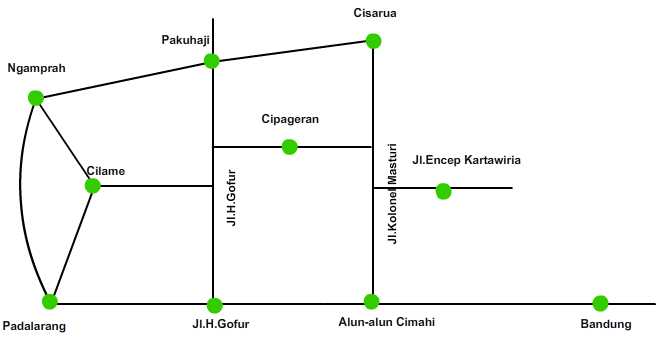 Cisarua
Pakuhaji
Ngamprah
Cipageran
Jl.Encep Kartawiria
Cilame
Jl.H.Gofur
Jl.Kolonel Masturi
Padalarang
Jl.H.Gofur
Alun-alun Cimahi
Bandung